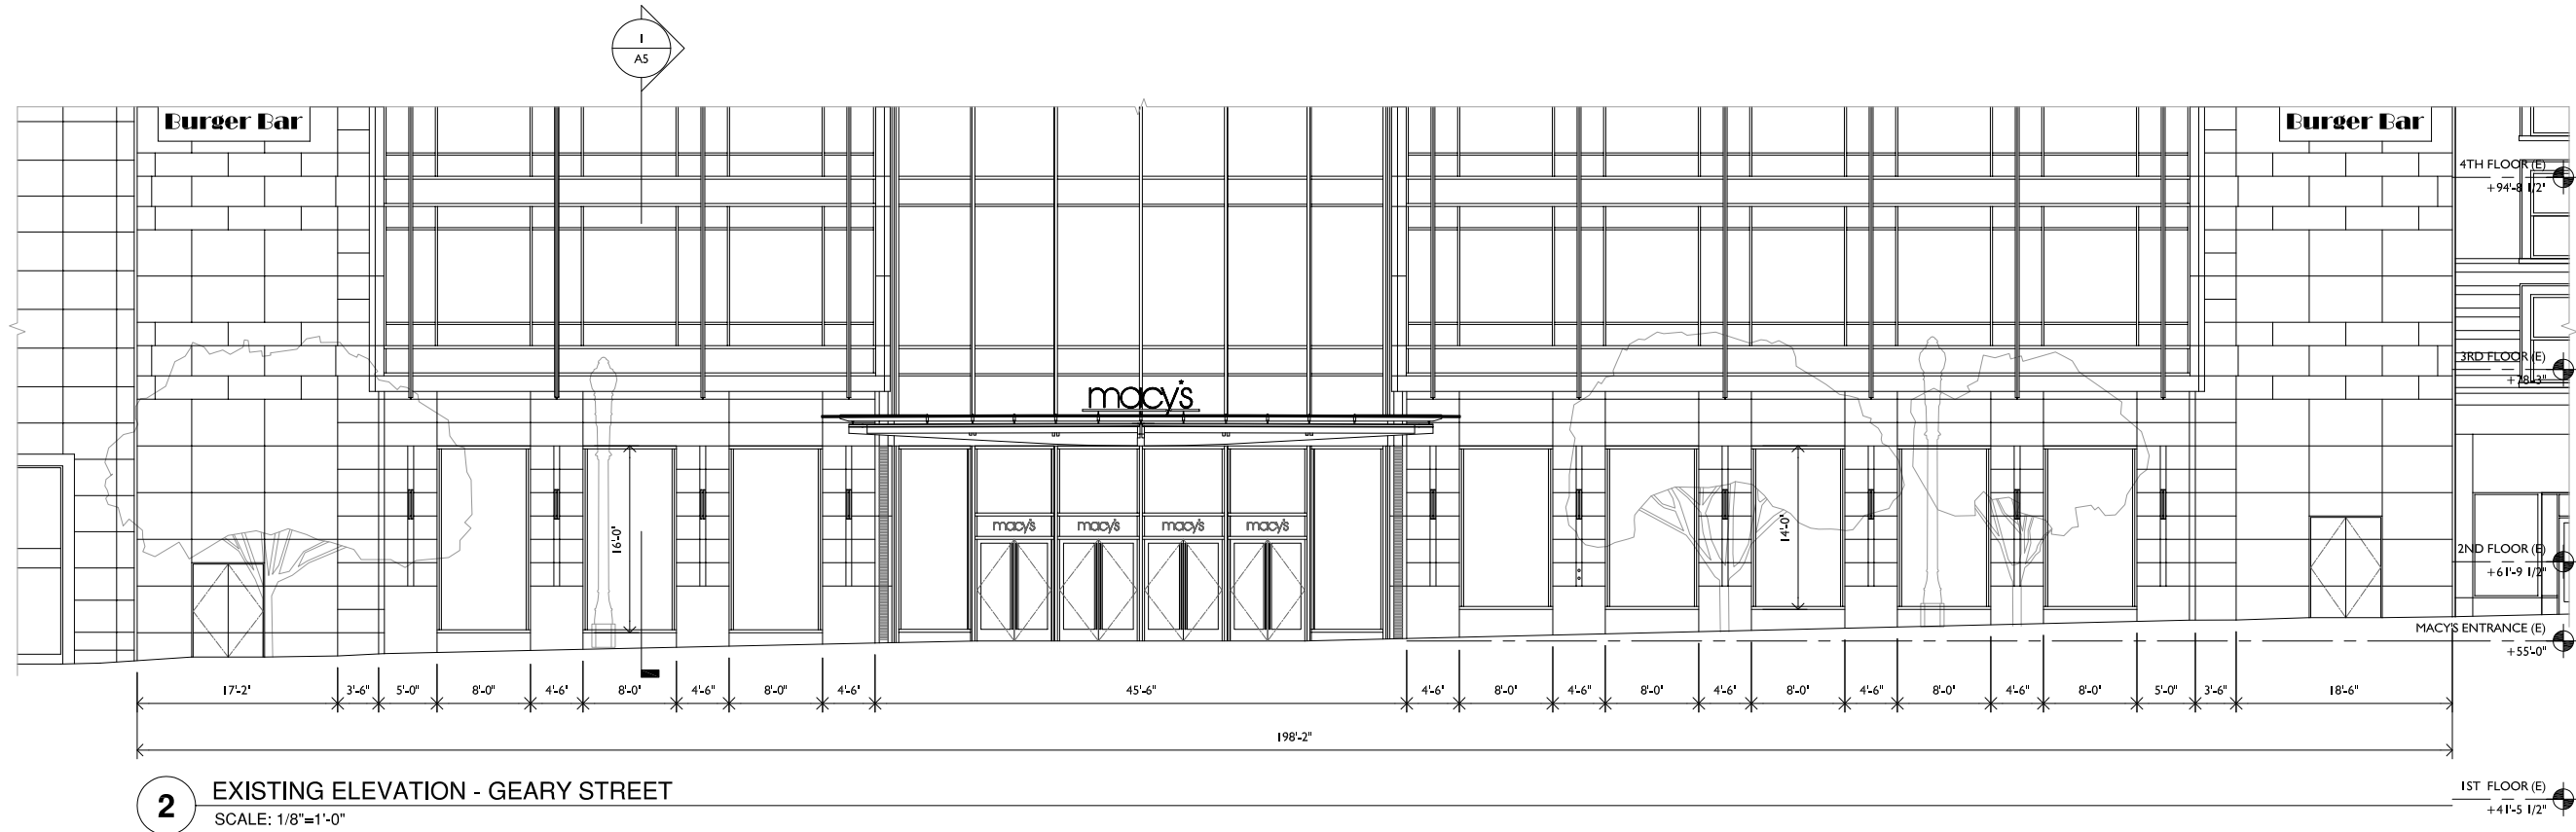 1
A5
Burger Bar
Burger Bar
4TH FLOOR (E)
+94'-8 1/2"
3RD FLOOR (E)
+78'-3"
macy's
macy's macy's macy's macy's
16'-0"
14'-0"
2ND FLOOR (E)
+61'-9 1/2"
MACY'S ENTRANCE (E)
+55'-0"
17'-2" 3'-6" 5'-0" 8'-0" 4'-6" 8'-0" 4'-6" 8'-0" 4'-6" 45'-6" 4'-6" 8'-0" 4'-6" 8'-0" 4'-6" 8'-0" 4'-6" 8'-0" 4'-6" 8'-0" 5'-0" 3'-6" 18'-6"
198'-2"
2
EXISTING ELEVATION - GEARY STREET
SCALE: 1/8"=1'-0"
1ST FLOOR (E)
+41'-5 1/2"